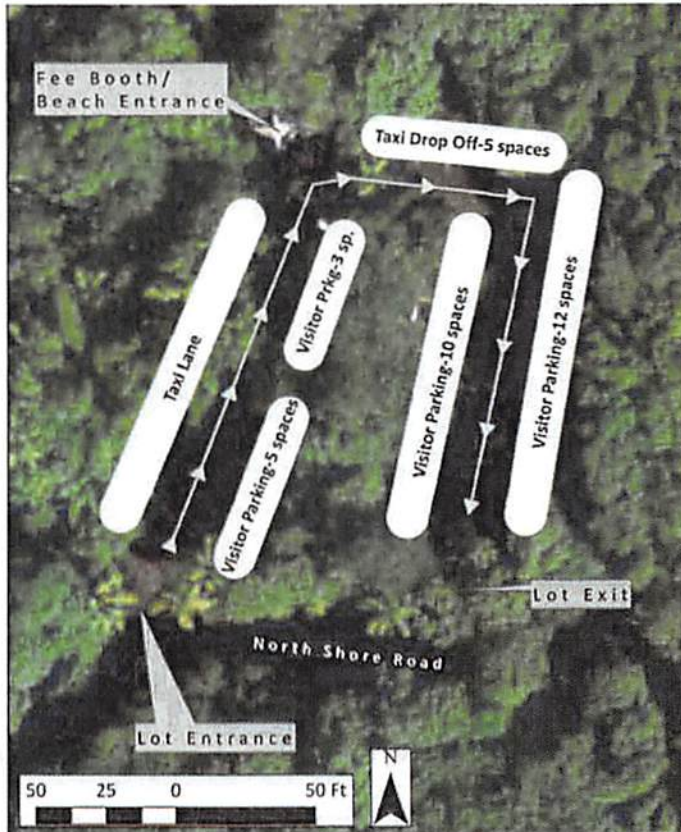 Fee Booth/
Beach Entrance
Taxi Drop Off-5 spaces
Taxi Lane
Visitor Prkg-3 sp.
Visitor Parking-5 spaces
Visitor Parking-10 spaces
Visitor Parking-12 spaces
Lot Exit
North Shore Road
Lot Entrance
N
50 25 0 50 Ft